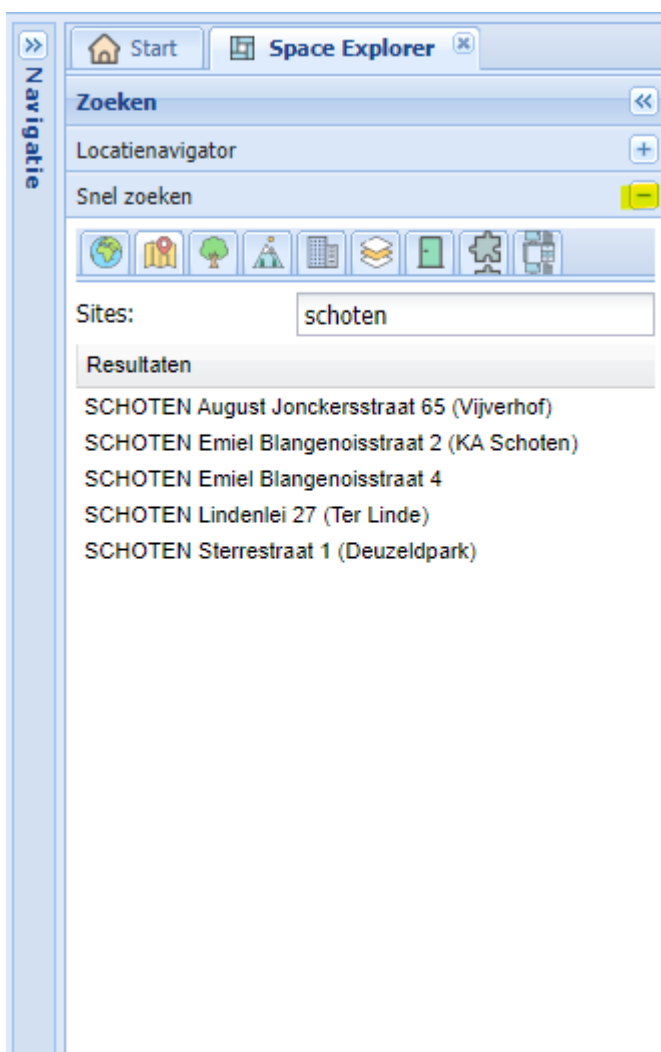 Navigatie
Start
Space Explorer
Zoeken
Locatienavigator
Snel zoeken
Sites: schoten
Resultaten
SCHOTEN August Jonckersstraat 65 (Vijverhof)
SCHOTEN Emiel Blangenoisstraat 2 (KA Schoten)
SCHOTEN Emiel Blangenoisstraat 4
SCHOTEN Lindenlei 27 (Ter Linde)
SCHOTEN Sterrestraat 1 (Deuzeldpark)